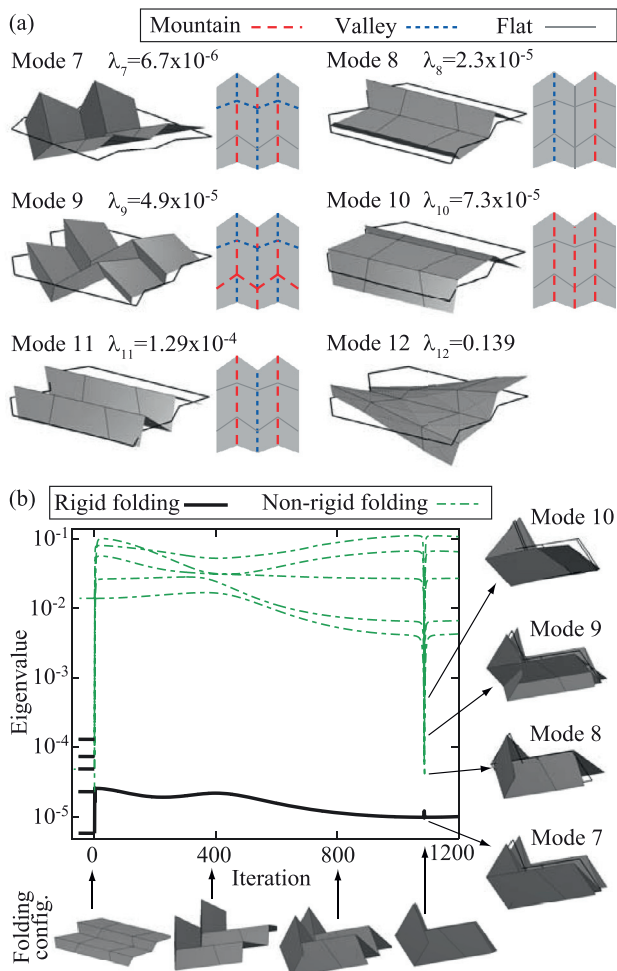 (a)
Mountain Valley Flat
Mode 7 λ7=6.7x10-6
Mode 8 λ8=2.3x10-5
Mode 9 λ9=4.9x10-5
Mode 10 λ10=7.3x10-5
Mode 11 λ11=1.29x10-4
Mode 12 λ12=0.139
(b)
Rigid folding Non-rigid folding
Eigenvalue
10-1
10-2
10-3
10-4
10-5
0 400 800 1200
Iteration
Mode 10
Mode 9
Mode 8
Mode 7
Folding
config.